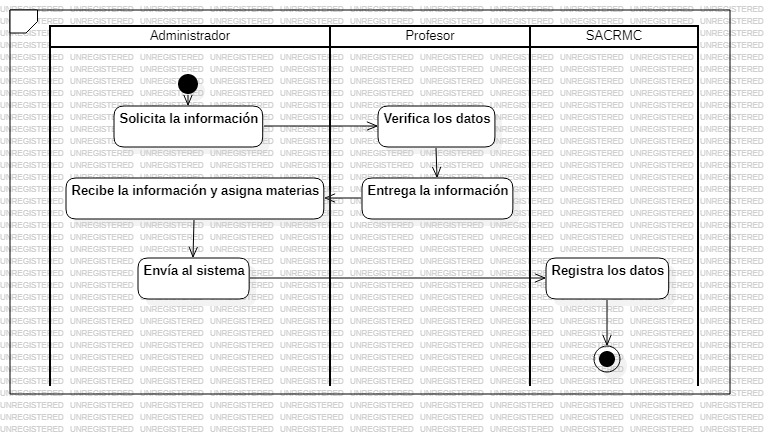 Administrador
Profesor
SACRMC
Solicita la información
Verifica los datos
Recibe la información y asigna materias
Entrega la información
Envía al sistema
Registra los datos
UNREGISTERED